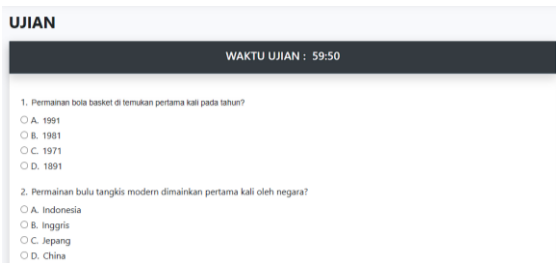 UJIAN
WAKTU UJIAN : 59:50
1. Permainan bola basket di temukan pertama kali pada tahun?
A. 1991
B. 1981
C. 1971
D. 1891
2. Permainan bulu tangkis modern dimainkan pertama kali oleh negara?
A. Indonesia
B. Inggris
C. Jepang
D. China